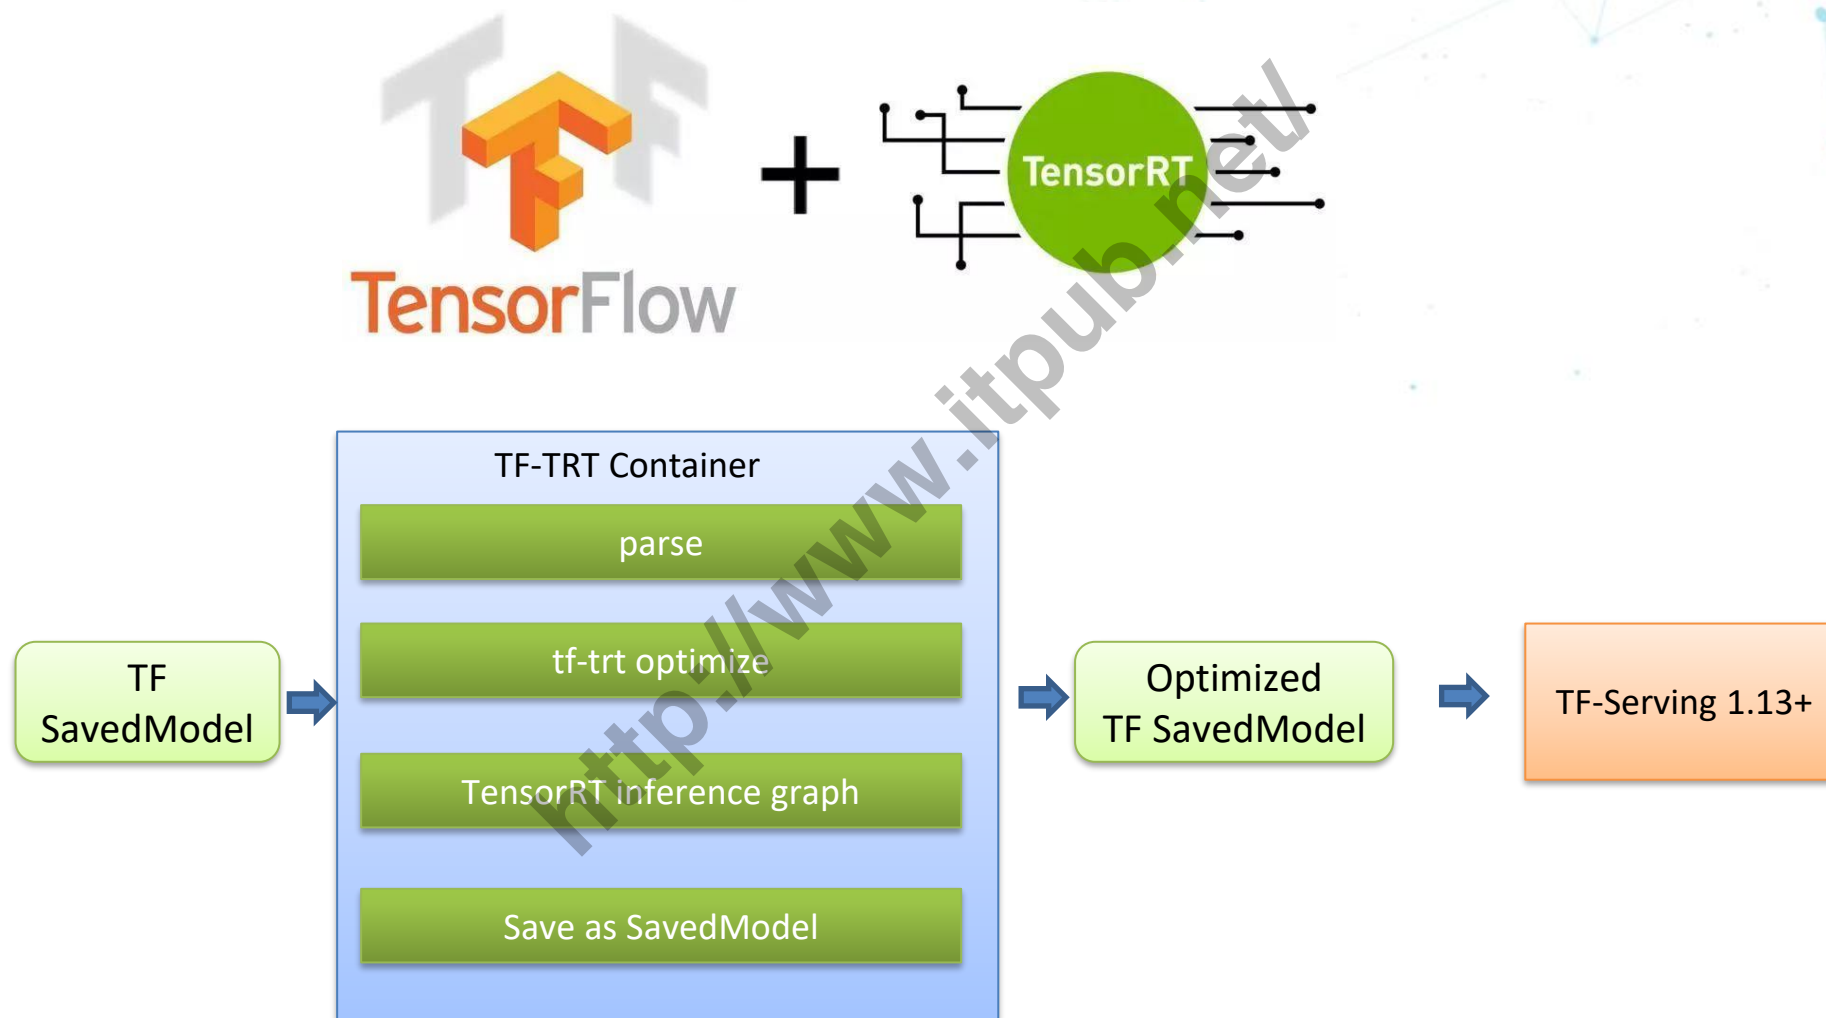 TensorFlow
+
TensorRT
TF-TRT Container
parse
tf-trt optimize
TensorRT inference graph
Save as SavedModel
TF
SavedModel
Optimized
TF SavedModel
TF-Serving 1.13+
http://www.itpub.net/